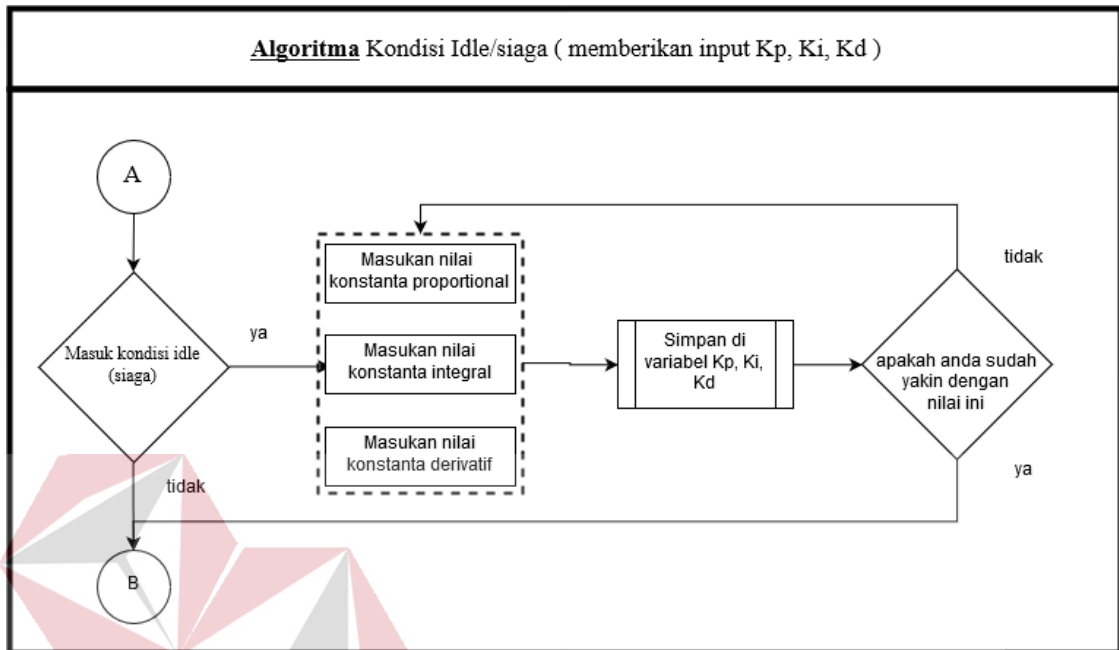 Algoritma Kondisi Idle/siaga ( memberikan input Kp, Ki, Kd )
A
Masuk kondisi idle
(siaga)
ya
tidak
Masukan nilai
konstanta proportional
Masukan nilai
konstanta integral
Masukan nilai
konstanta derivatif
Simpan di
variabel Kp, Ki,
Kd
apakah anda sudah
yakin dengan
nilai ini
tidak
ya
B